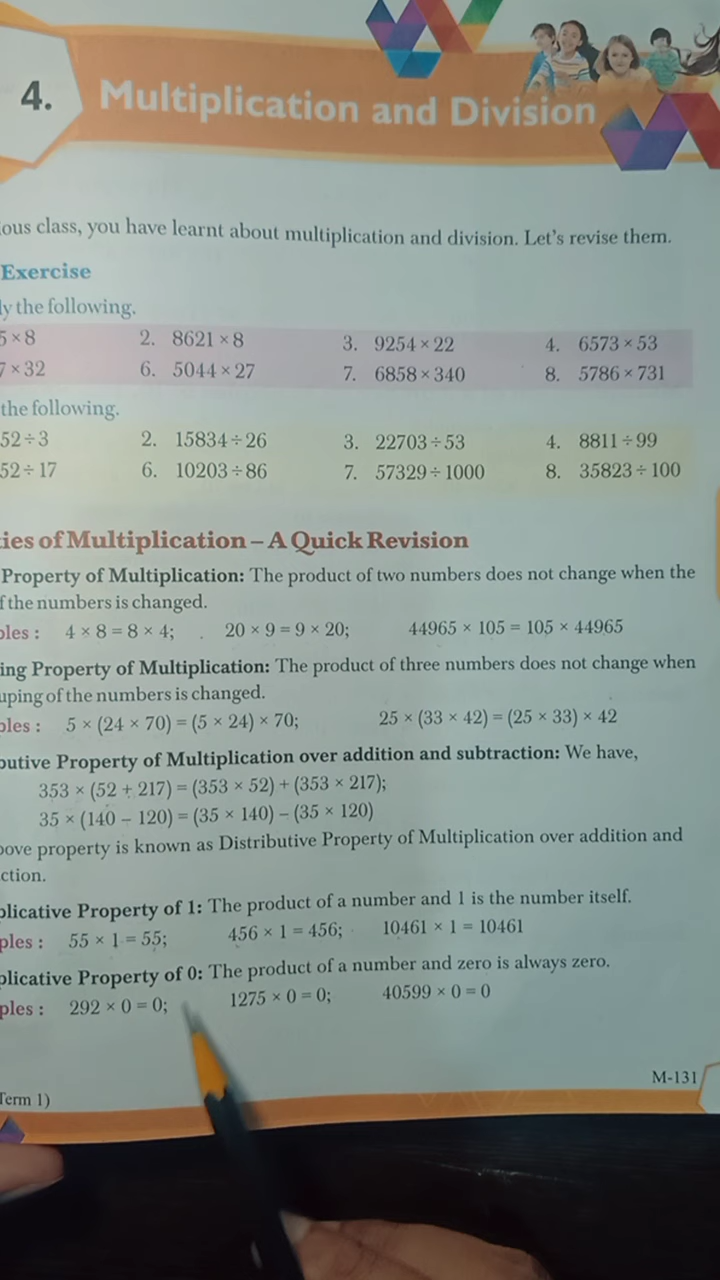 4. Multiplication and Division
ious class, you have learnt about multiplication and division. Let's revise them.
Exercise
ly the following.
5 × 8 2. 8621 × 8 3. 9254 × 22 4. 6573 × 53
7 × 32 6. 5044 × 27 7. 6858 × 340 8. 5786 × 731
the following.
52 ÷ 3 2. 15834 ÷ 26 3. 22703 ÷ 53 4. 8811 ÷ 99
52 ÷ 17 6. 10203 ÷ 86 7. 57329 ÷ 1000 8. 35823 ÷ 100
ies of Multiplication – A Quick Revision
Property of Multiplication: The product of two numbers does not change when the
f the numbers is changed.
ples : 4 × 8 = 8 × 4; 20 × 9 = 9 × 20; 44965 × 105 = 105 × 44965
ing Property of Multiplication: The product of three numbers does not change when
uping of the numbers is changed.
ples : 5 × (24 × 70) = (5 × 24) × 70; 25 × (33 × 42) = (25 × 33) × 42
butive Property of Multiplication over addition and subtraction: We have,
353 × (52 + 217) = (353 × 52) + (353 × 217);
35 × (140 – 120) = (35 × 140) – (35 × 120)
bove property is known as Distributive Property of Multiplication over addition and
ction.
plicative Property of 1: The product of a number and 1 is the number itself.
ples : 55 × 1 = 55; 456 × 1 = 456; 10461 × 1 = 10461
plicative Property of 0: The product of a number and zero is always zero.
ples : 292 × 0 = 0; 1275 × 0 = 0; 40599 × 0 = 0
M-131
Term 1)